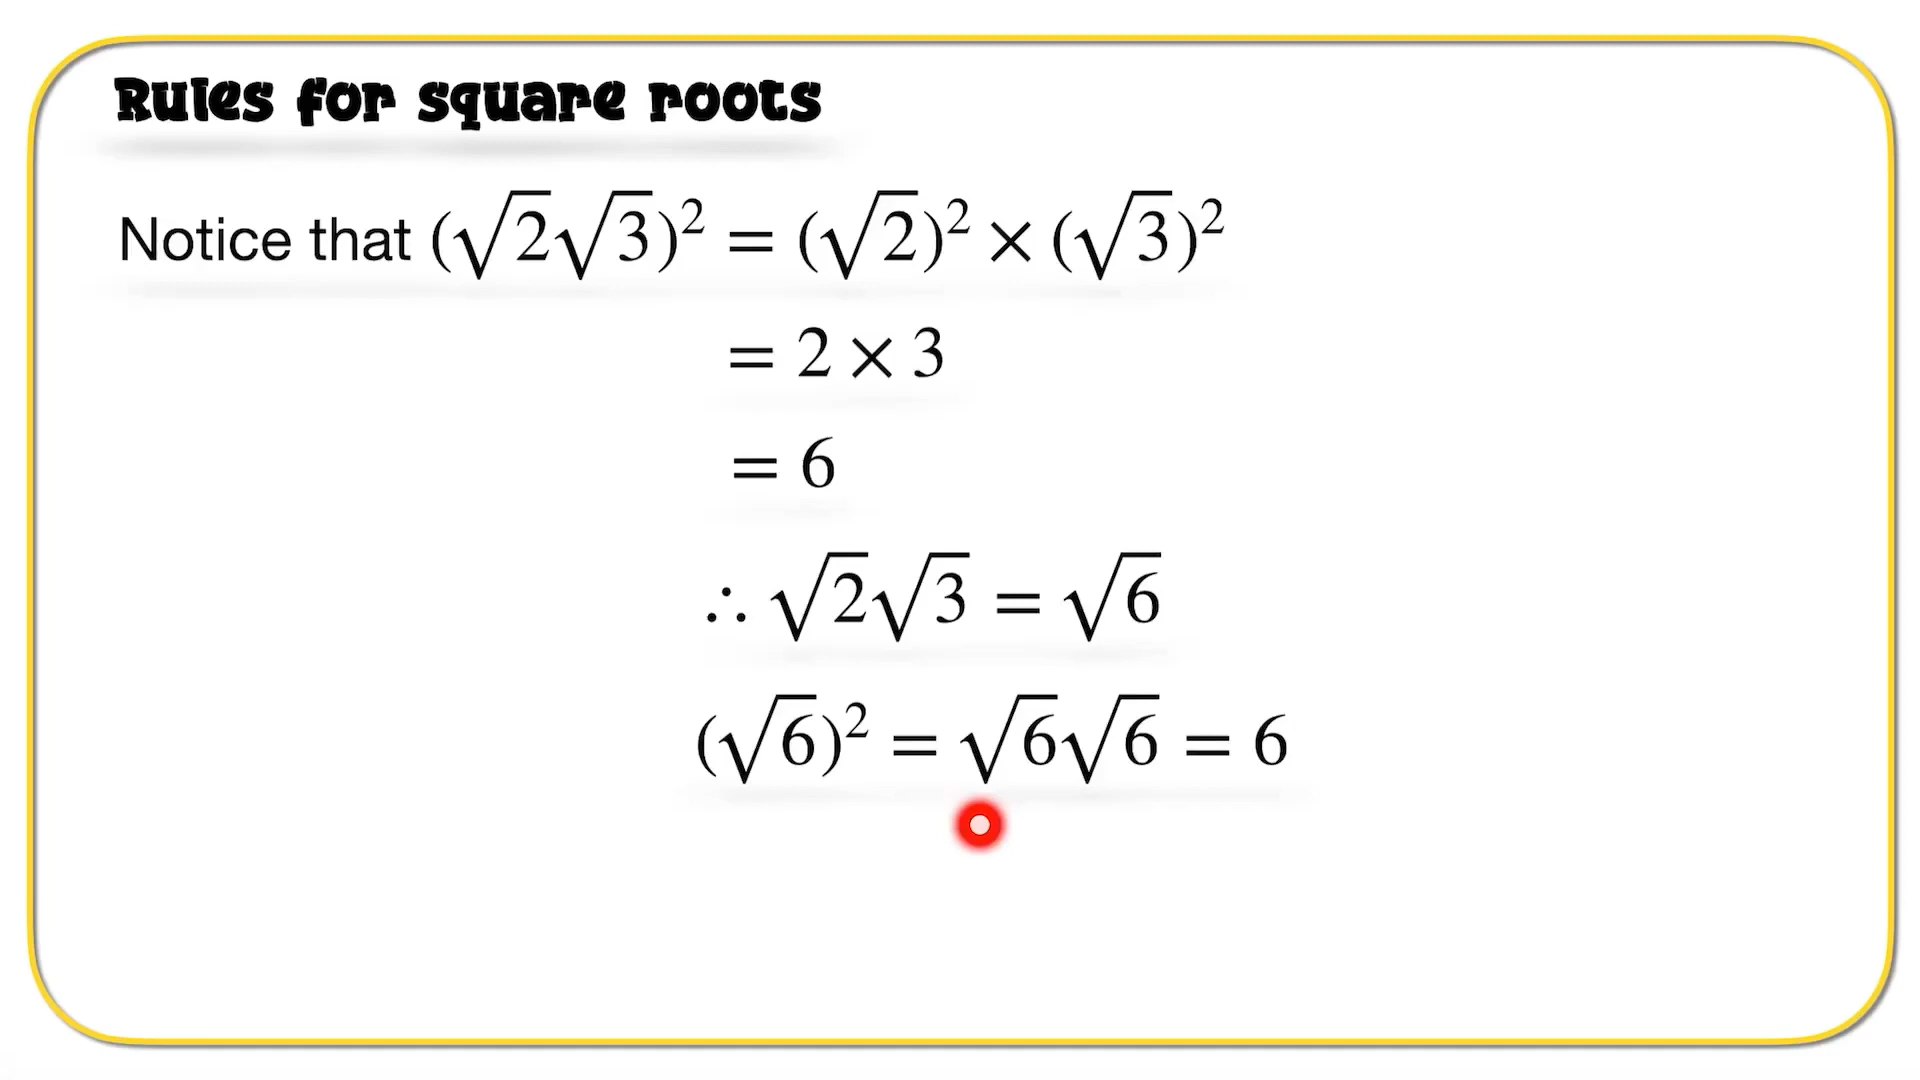 Rules for square roots
Notice that (√2√3)² = (√2)² × (√3)²
= 2 × 3
= 6
∴ √2√3 = √6
(√6)² = √6√6 = 6